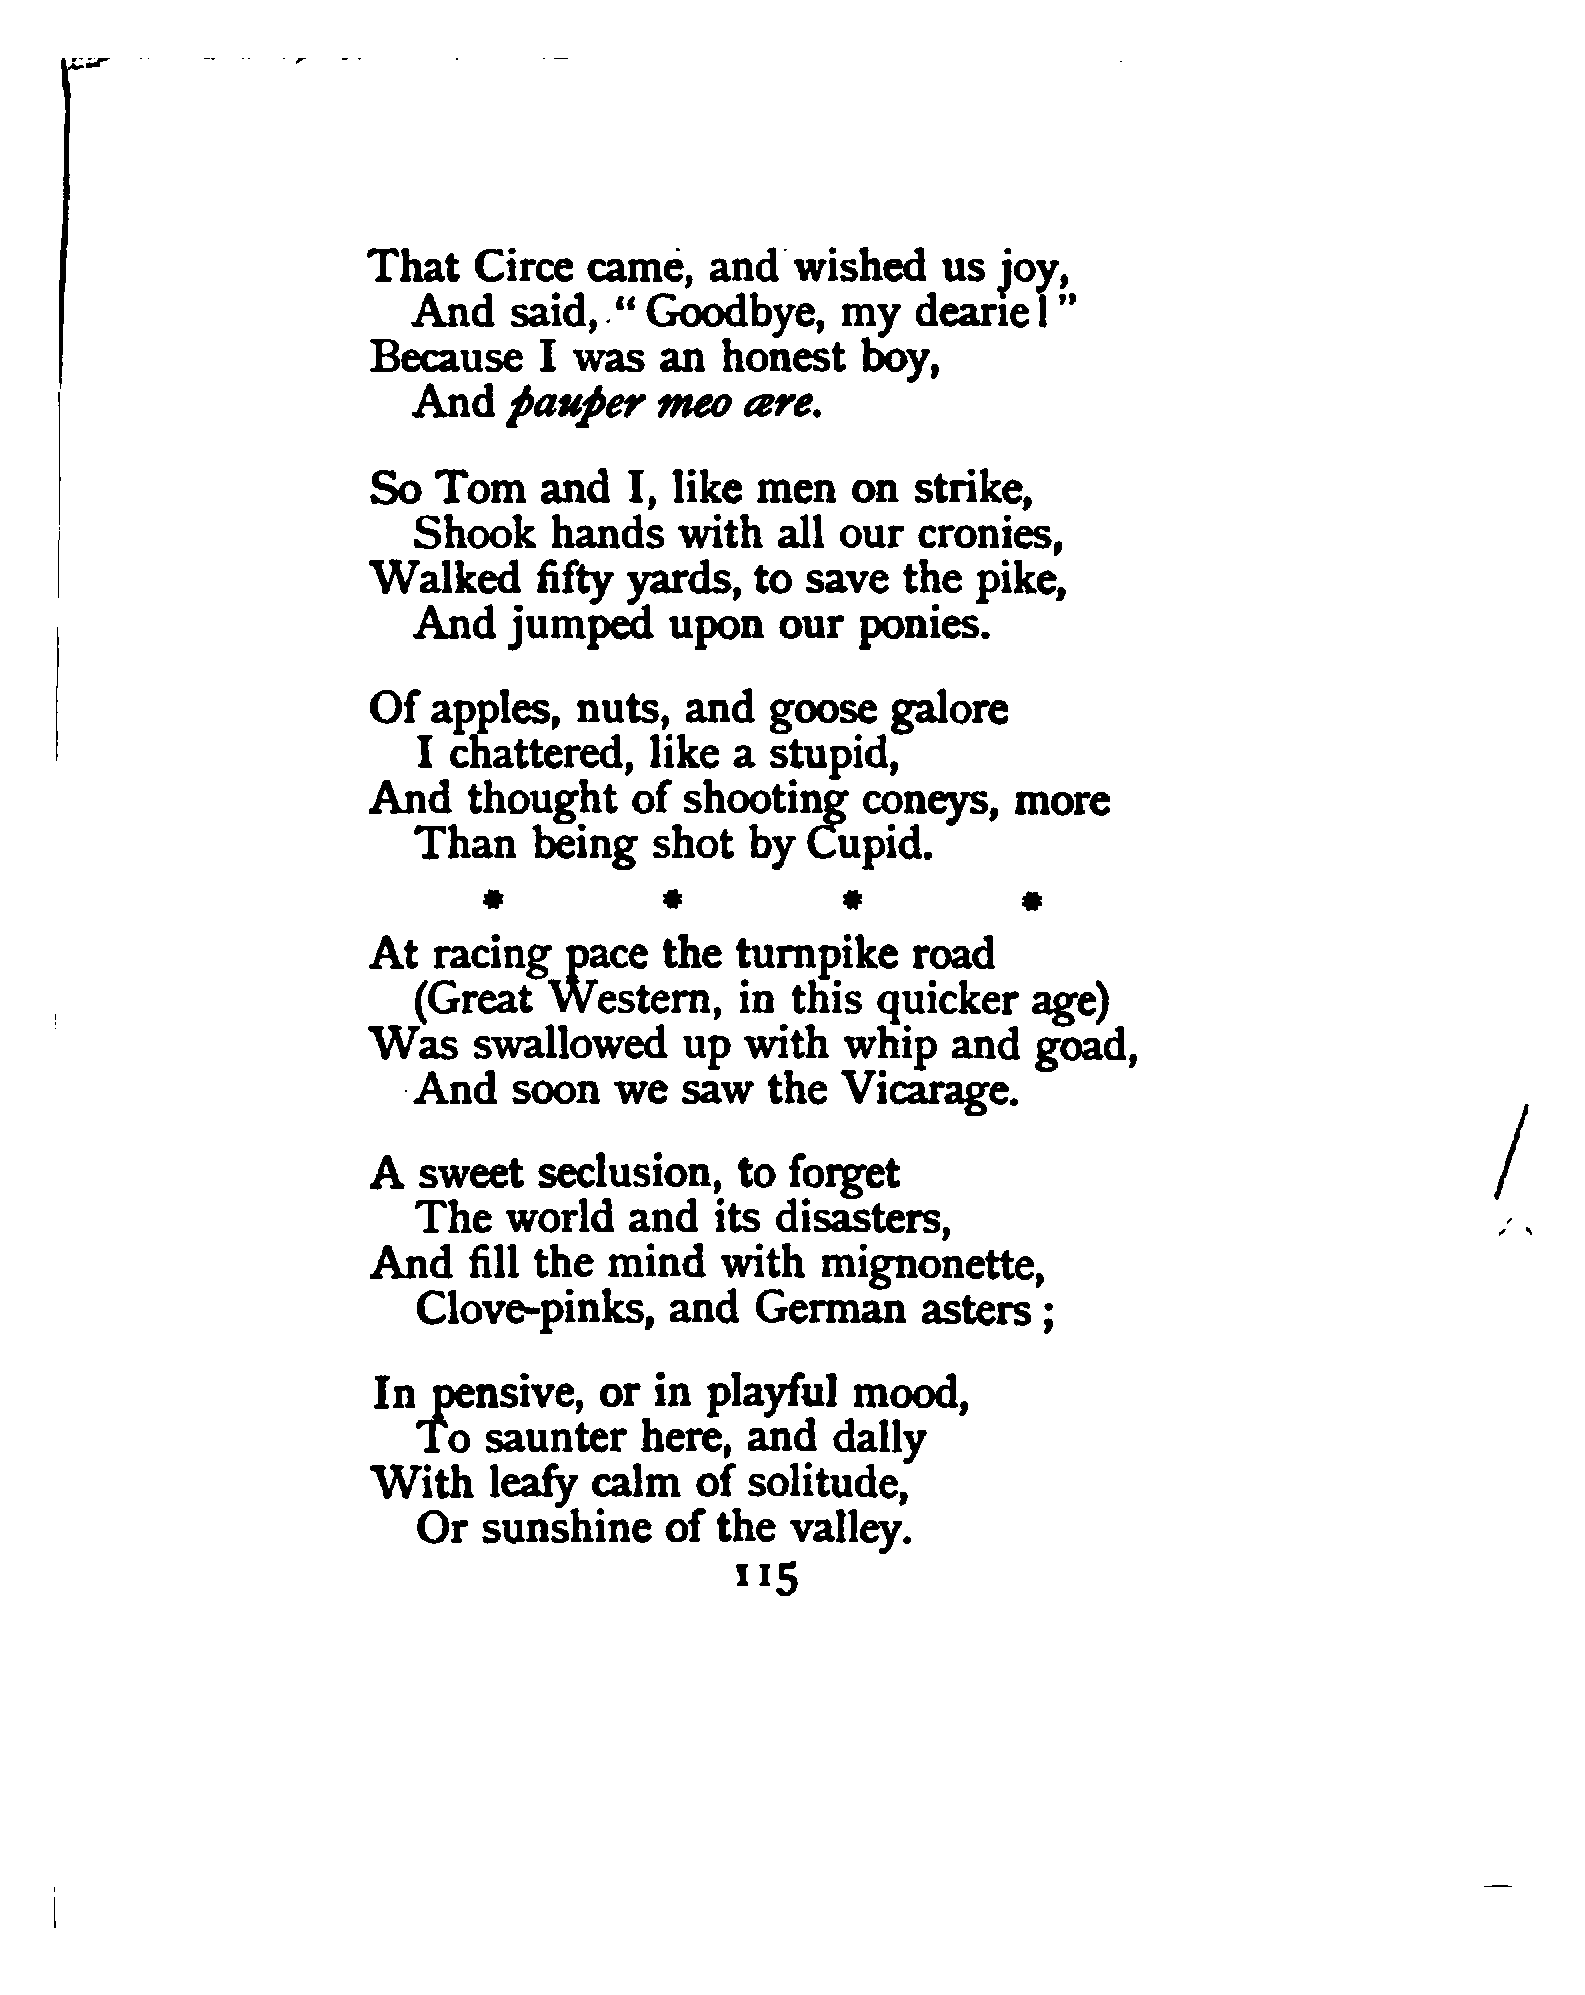 That Circe came, and wished us joy,
And said, “Goodbye, my dearie!”
Because I was an honest boy,
And pauper meo ære.
So Tom and I, like men on strike,
Shook hands with all our cronies,
Walked fifty yards, to save the pike,
And jumped upon our ponies.
Of apples, nuts, and goose galore
I chattered, like a stupid,
And thought of shooting coneys, more
Than being shot by Cupid.
* * * *
At racing pace the turnpike road
(Great Western, in this quicker age)
Was swallowed up with whip and goad,
And soon we saw the Vicarage.
A sweet seclusion, to forget
The world and its disasters,
And fill the mind with mignonette,
Clove-pinks, and German asters;
In pensive, or in playful mood,
To saunter here, and dally
With leafy calm of solitude,
Or sunshine of the valley.
115